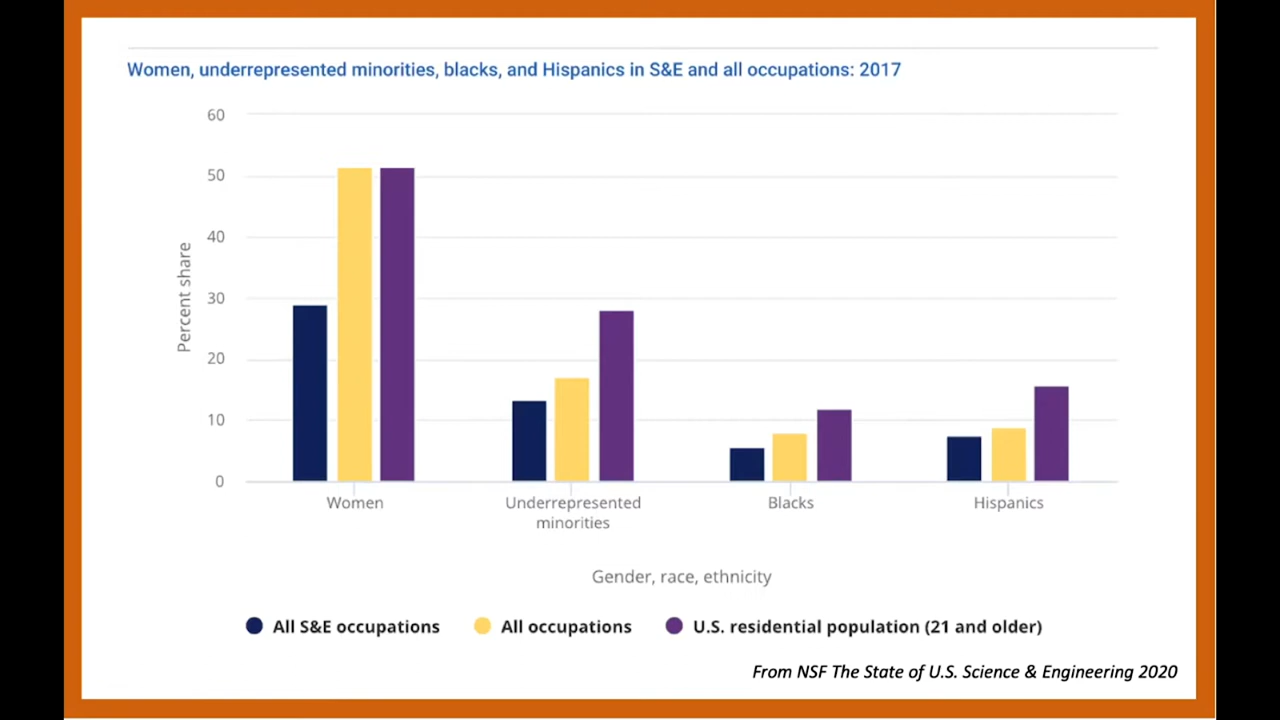 Women, underrepresented minorities, blacks, and Hispanics in S&E and all occupations: 2017
60
50
40
30
20
10
0
Percent share
Women
Underrepresented
minorities
Blacks
Hispanics
Gender, race, ethnicity
All S&E occupations
All occupations
U.S. residential population (21 and older)
From NSF The State of U.S. Science & Engineering 2020